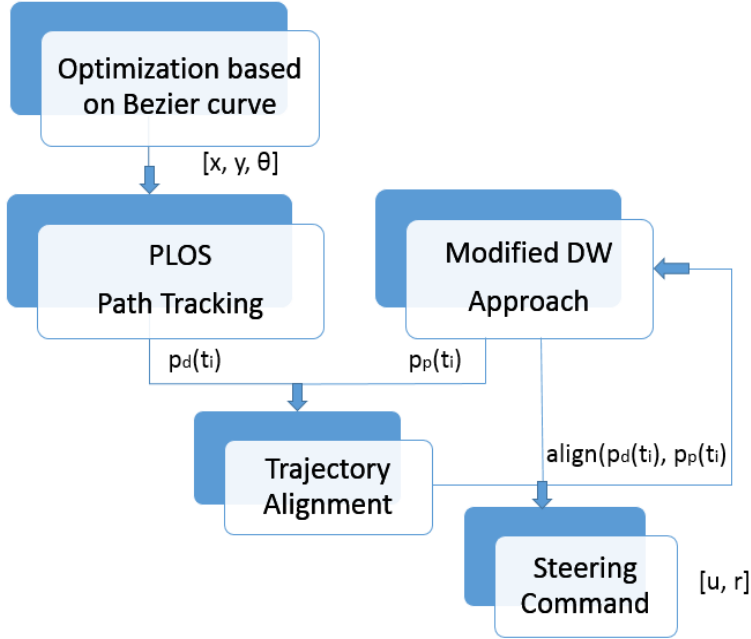 Optimization based
on Bezier curve
[x, y, θ]
PLOS
Path Tracking
Modified DW
Approach
pd(ti)
pp(ti)
Trajectory
Alignment
align(pd(ti), pp(ti)
Steering
Command
[u, r]